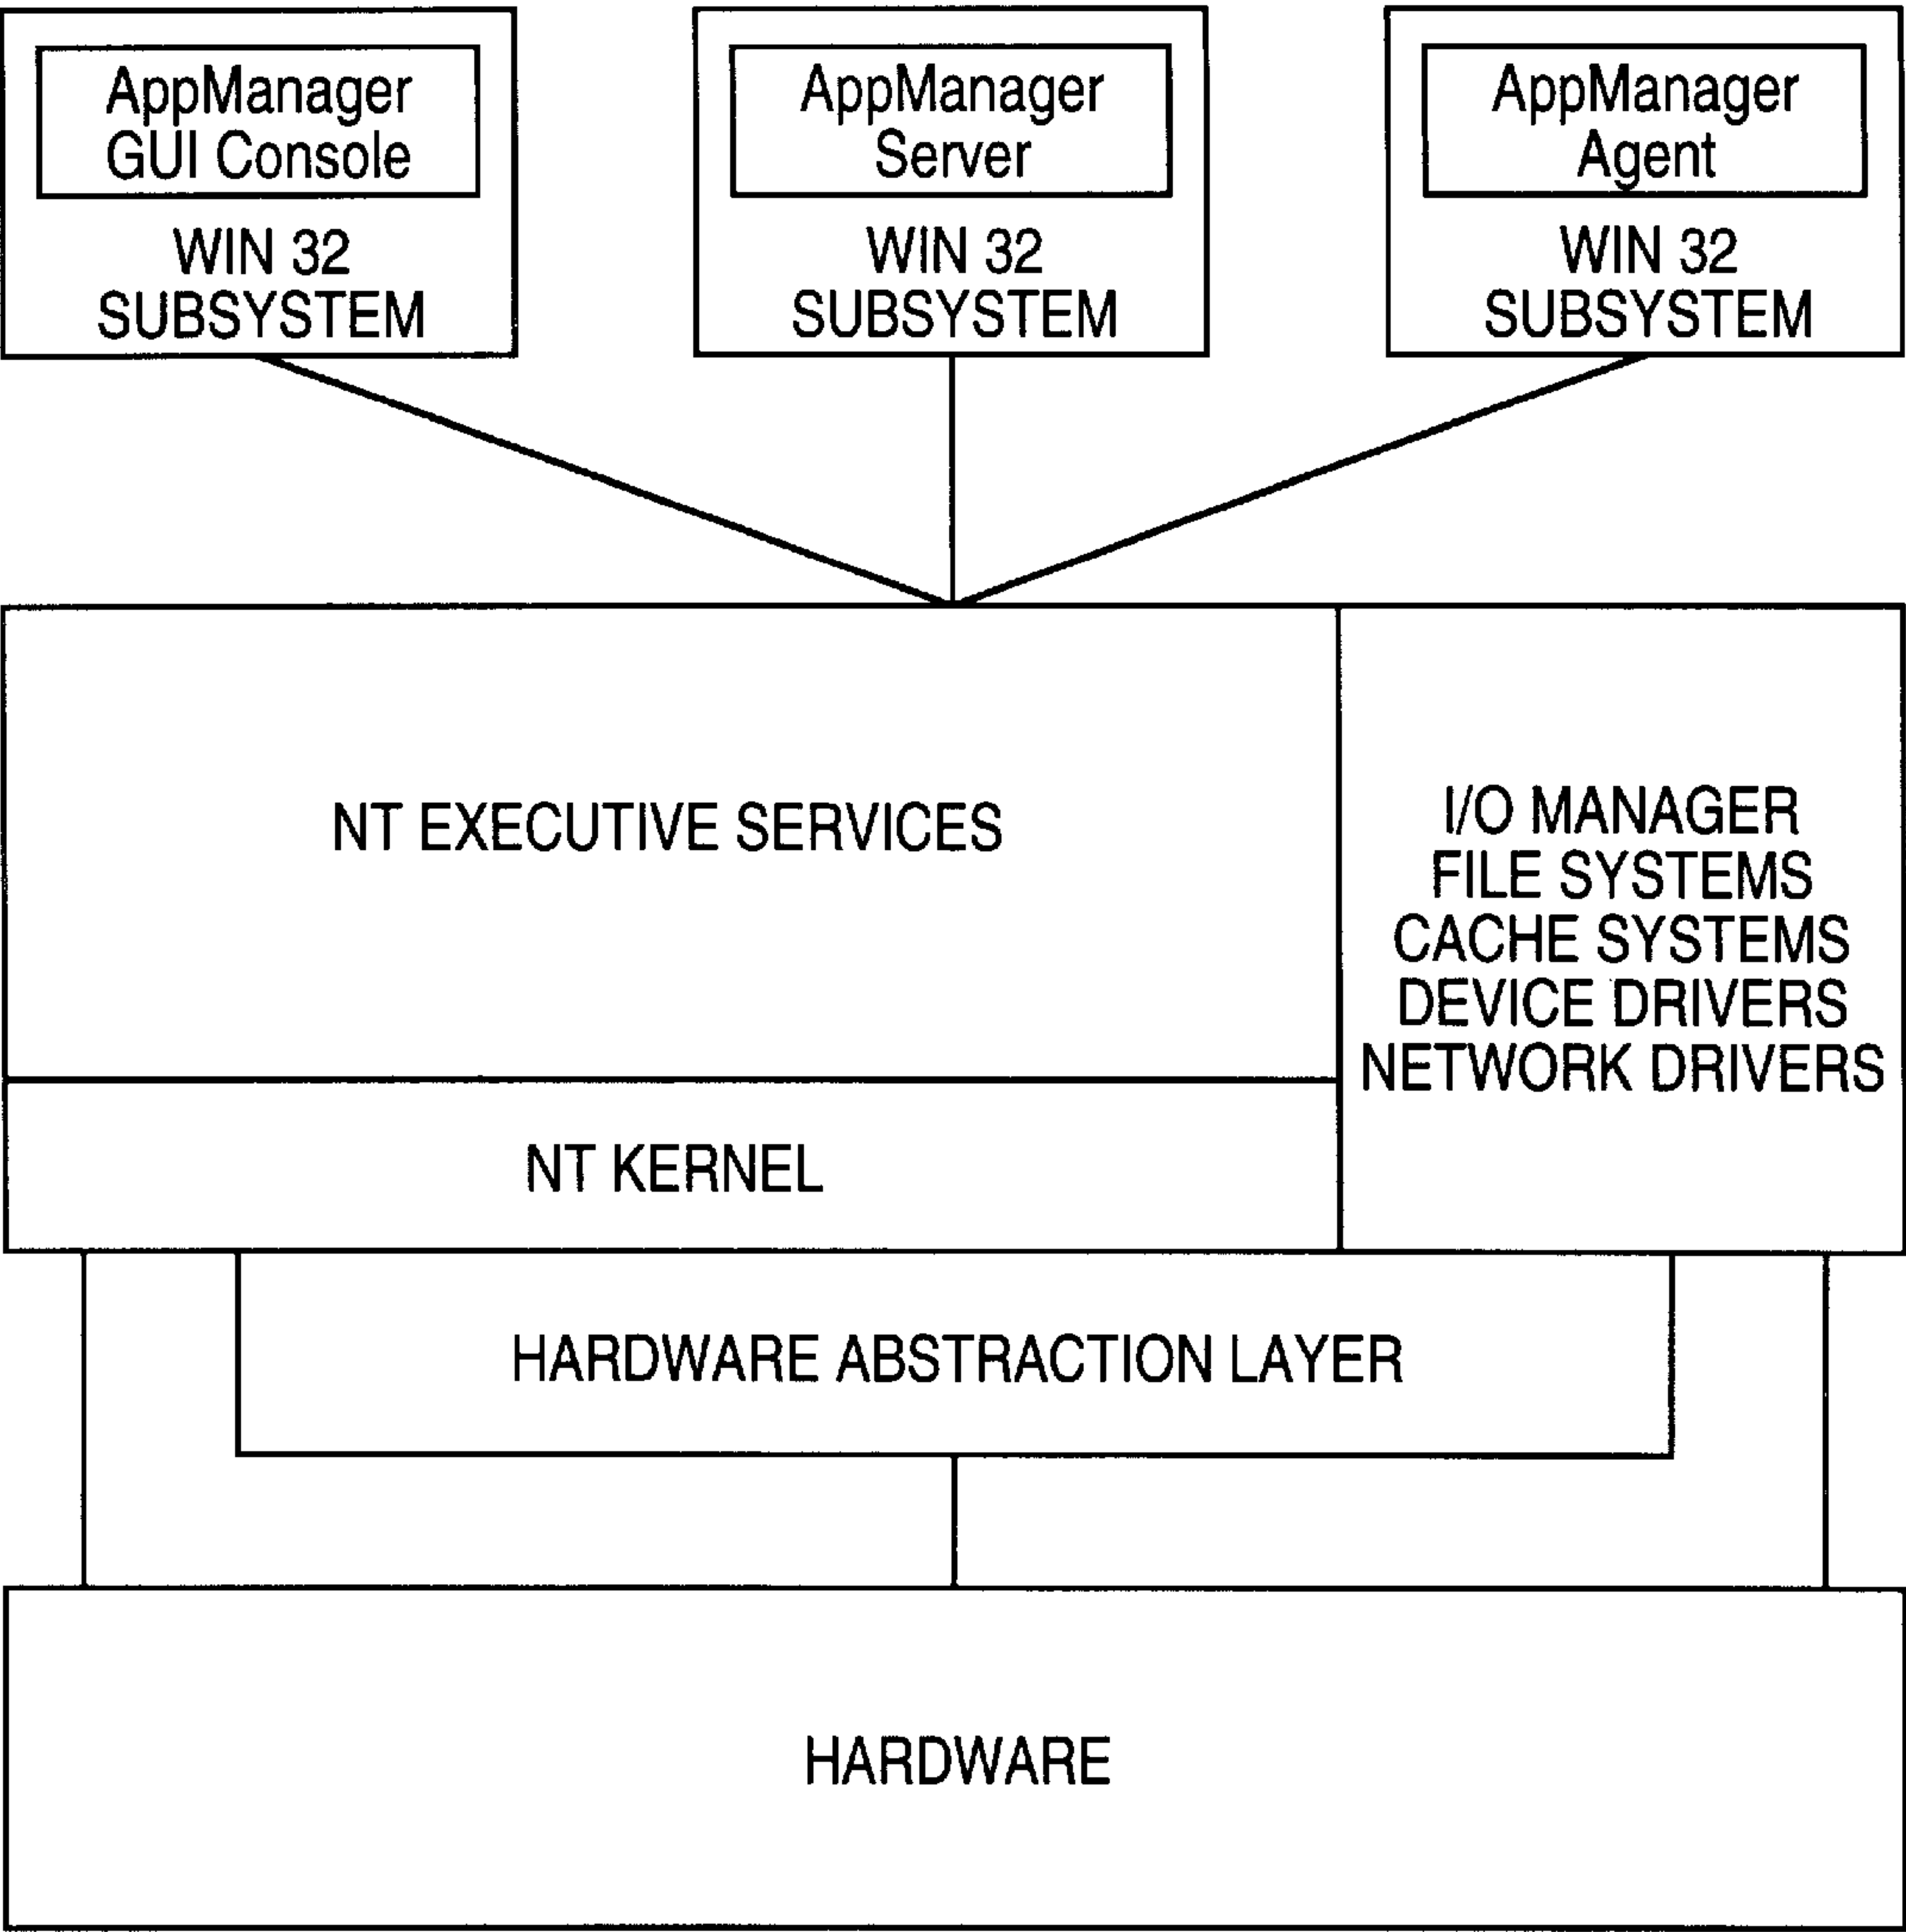 AppManager
GUI Console
WIN 32
SUBSYSTEM
AppManager
Server
WIN 32
SUBSYSTEM
AppManager
Agent
WIN 32
SUBSYSTEM
NT EXECUTIVE SERVICES
I/O MANAGER
FILE SYSTEMS
CACHE SYSTEMS
DEVICE DRIVERS
NETWORK DRIVERS
NT KERNEL
HARDWARE ABSTRACTION LAYER
HARDWARE